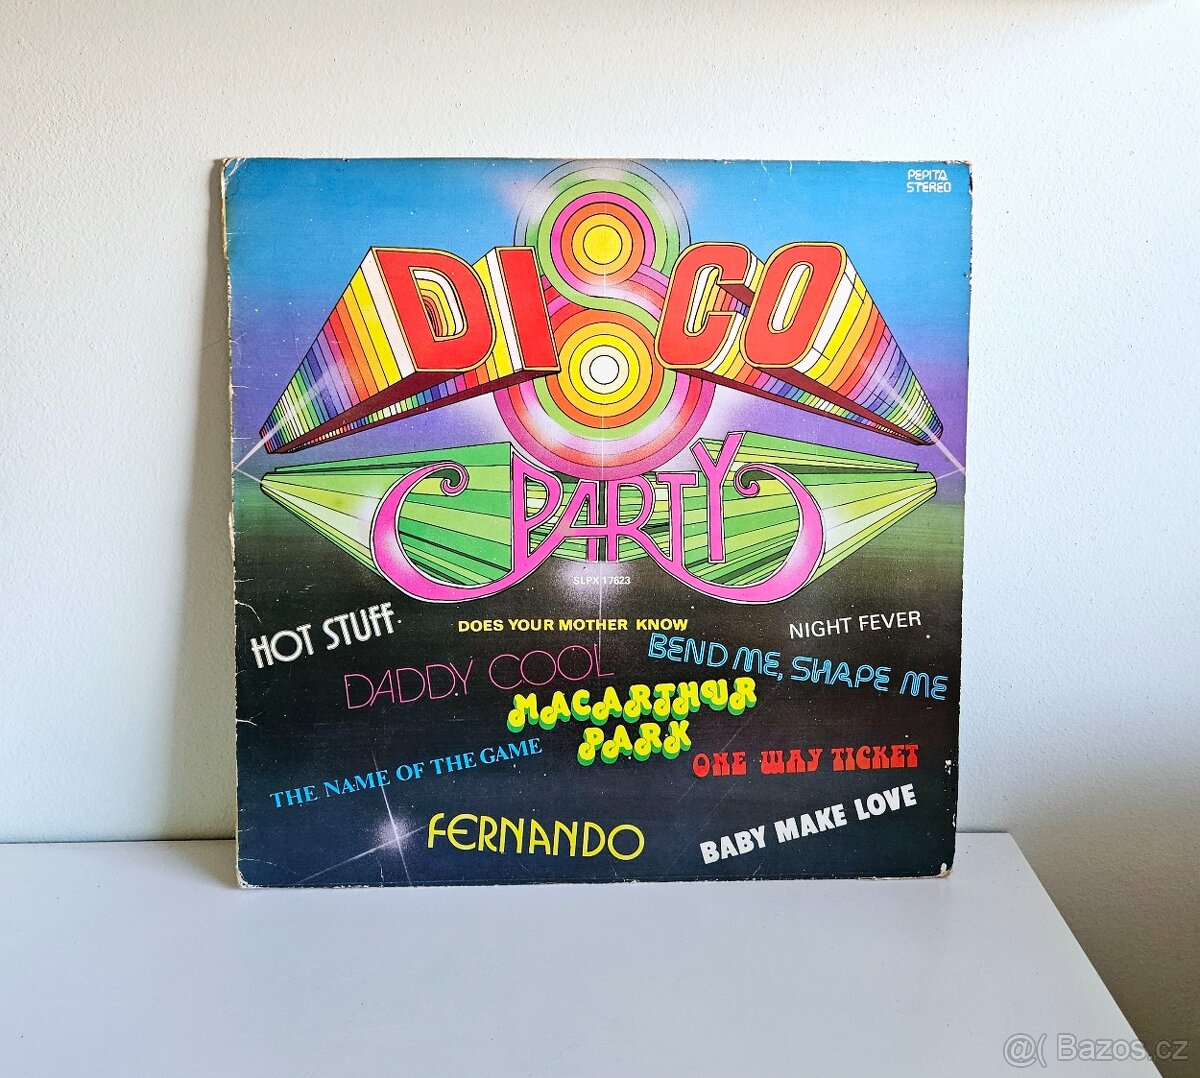 PEPITA
STEREO
DISCO
PARTY
SLPX 17623
HOT STUFF
DOES YOUR MOTHER KNOW
NIGHT FEVER
DADDY COOL
BEND ME, SHAPE ME
MACARTHUR
PARK
THE NAME OF THE GAME
ONE WAY TICKET
FERNANDO
BABY MAKE LOVE
@( Bazos.cz